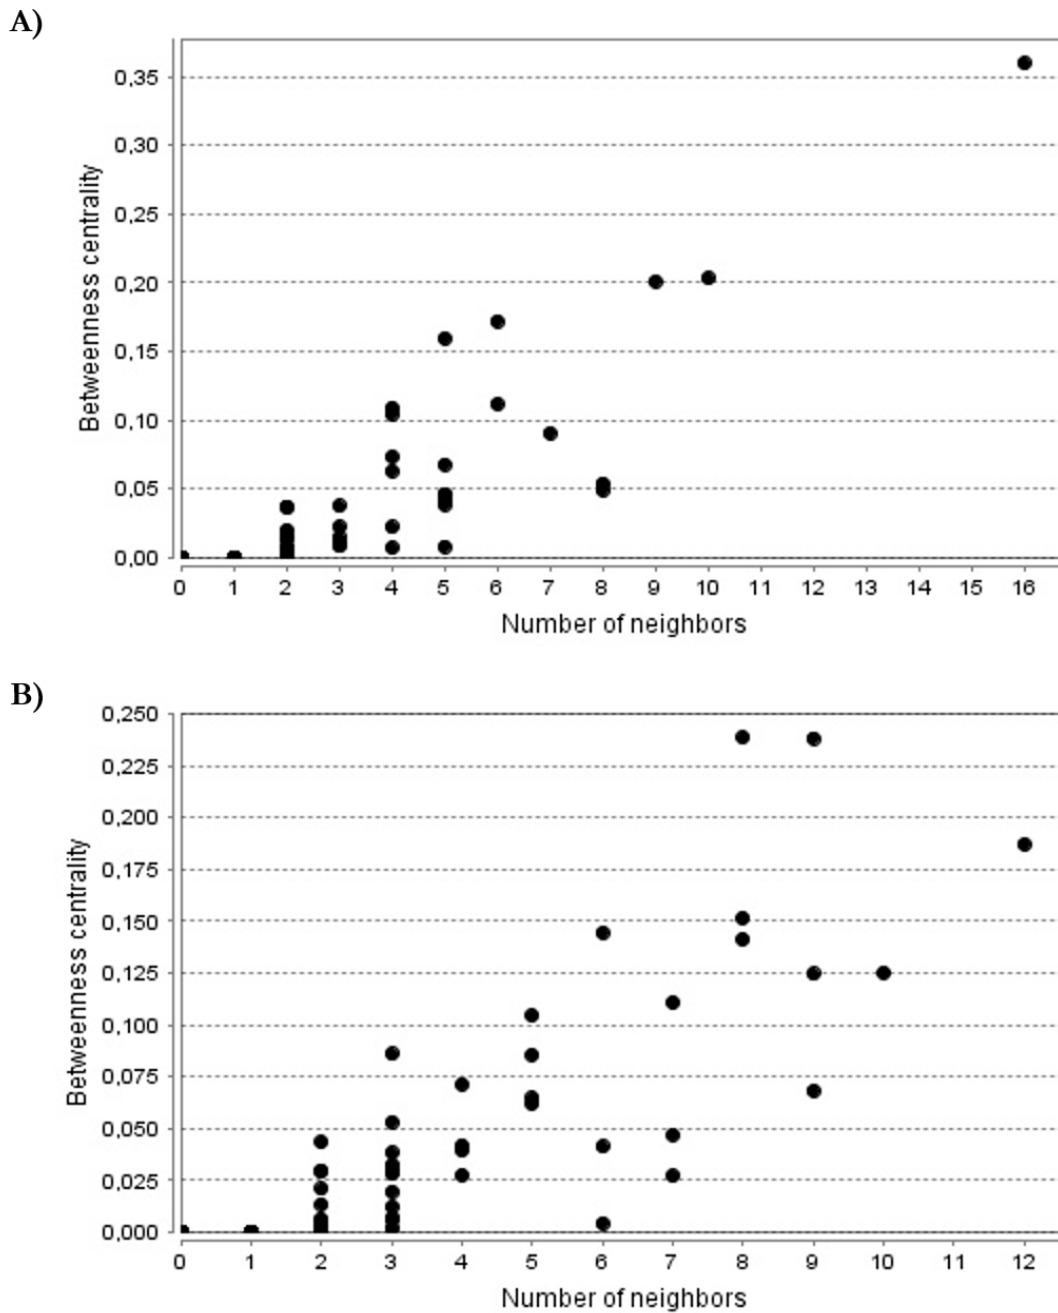 A)
0,35
0,30
0,25
0,20
0,15
0,10
0,05
0,00
Betweenness centrality
0 1 2 3 4 5 6 7 8 9 10 11 12 13 14 15 16
Number of neighbors
B)
0,250
0,225
0,200
0,175
0,150
0,125
0,100
0,075
0,050
0,025
0,000
Betweenness centrality
0 1 2 3 4 5 6 7 8 9 10 11 12
Number of neighbors